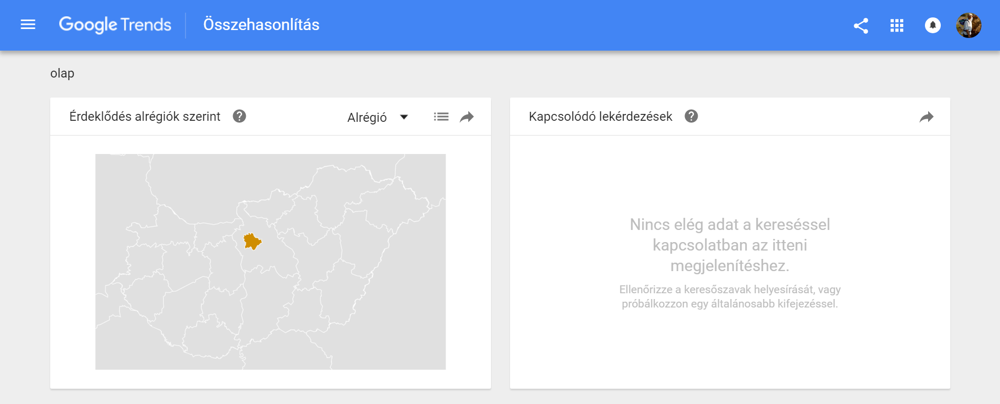 Google Trends
Összehasonlítás
olap
Érdeklődés alrégiók szerint
Alrégió
Kapcsolódó lekérdezések
Nincs elég adat a kereséssel
kapcsolatban az itteni
megjelenítéshez.
Ellenőrizze a keresőszavak helyesírását, vagy
próbálkozzon egy általánosabb kifejezéssel.